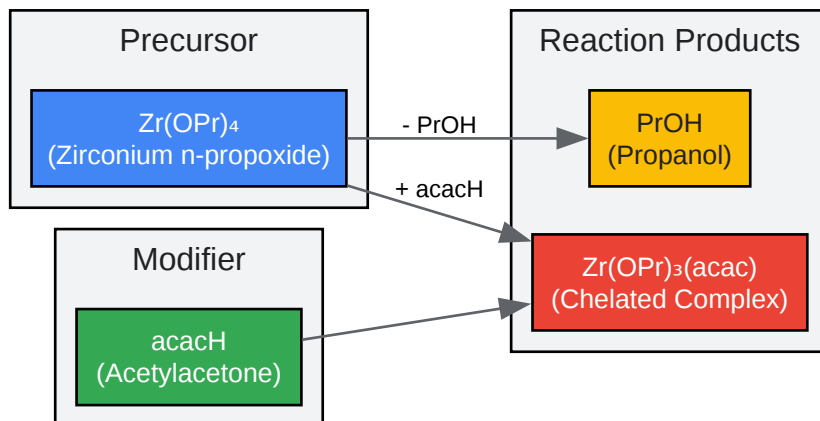 Precursor
Zr(OPr)₄
(Zirconium n-propoxide)
- PrOH
+ acacH
Reaction Products
PrOH
(Propanol)
Zr(OPr)₃(acac)
(Chelated Complex)
Modifier
acacH
(Acetylacetone)